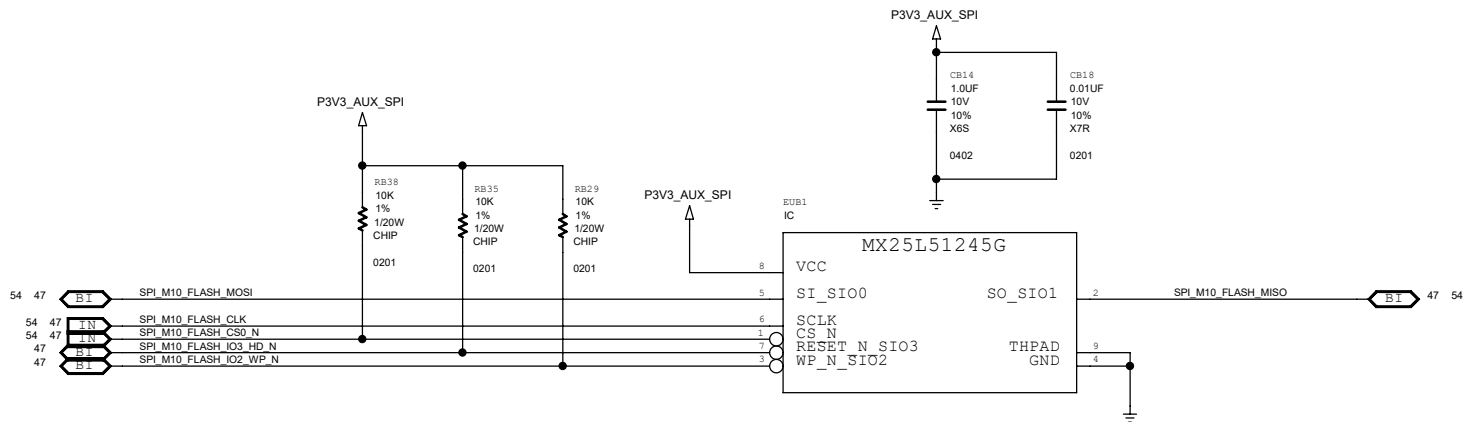 P3V3_AUX_SPI
CB14
1.0UF
10V
10%
X6S
0402
CB18
0.01UF
10V
10%
X7R
0201
P3V3_AUX_SPI
RB38
10K
1%
1/20W
CHIP
0201
RB35
10K
1%
1/20W
CHIP
0201
RB29
10K
1%
1/20W
CHIP
0201
P3V3_AUX_SPI
EUB1
IC
MX25L51245G
8 VCC
54 47 BI SPI_M10_FLASH_MOSI 5 SI_SIO0 SO_SIO1 2 SPI_M10_FLASH_MISO BI 47 54
54 47 IN SPI_M10_FLASH_CLK 6 SCLK
54 47 IN SPI_M10_FLASH_CS0_N 1 CS_N
47 BI SPI_M10_FLASH_IO3_HD_N 7 RESET_N_SIO3 THPAD 9
47 BI SPI_M10_FLASH_IO2_WP_N 3 WP_N_SIO2 GND 4